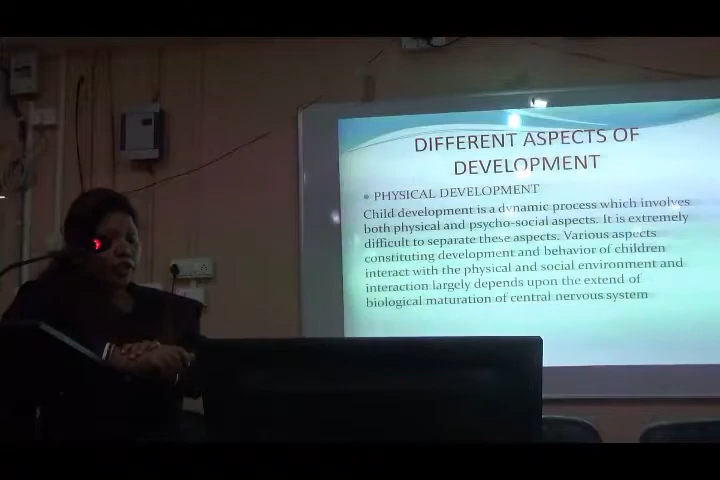 DIFFERENT ASPECTS OF
DEVELOPMENT
PHYSICAL DEVELOPMENT
Child development is a dynamic process which involves
both physical and psycho-social aspects. It is extremely
difficult to separate these aspects. Various aspects
constituting development and behavior of children
interact with the physical and social environment and
interaction largely depends upon the extend of
biological maturation of central nervous system